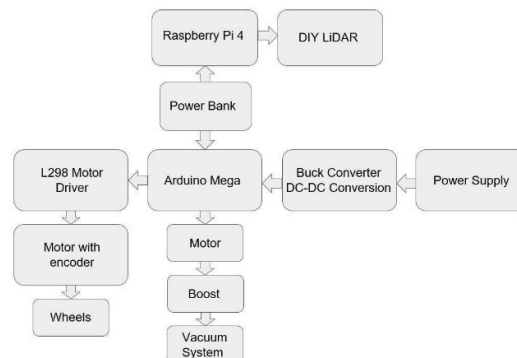 Raspberry Pi 4
DIY LiDAR
Power Bank
L298 Motor
Driver
Arduino Mega
Buck Converter
DC-DC Conversion
Power Supply
Motor with
encoder
Motor
Wheels
Boost
Vacuum
System